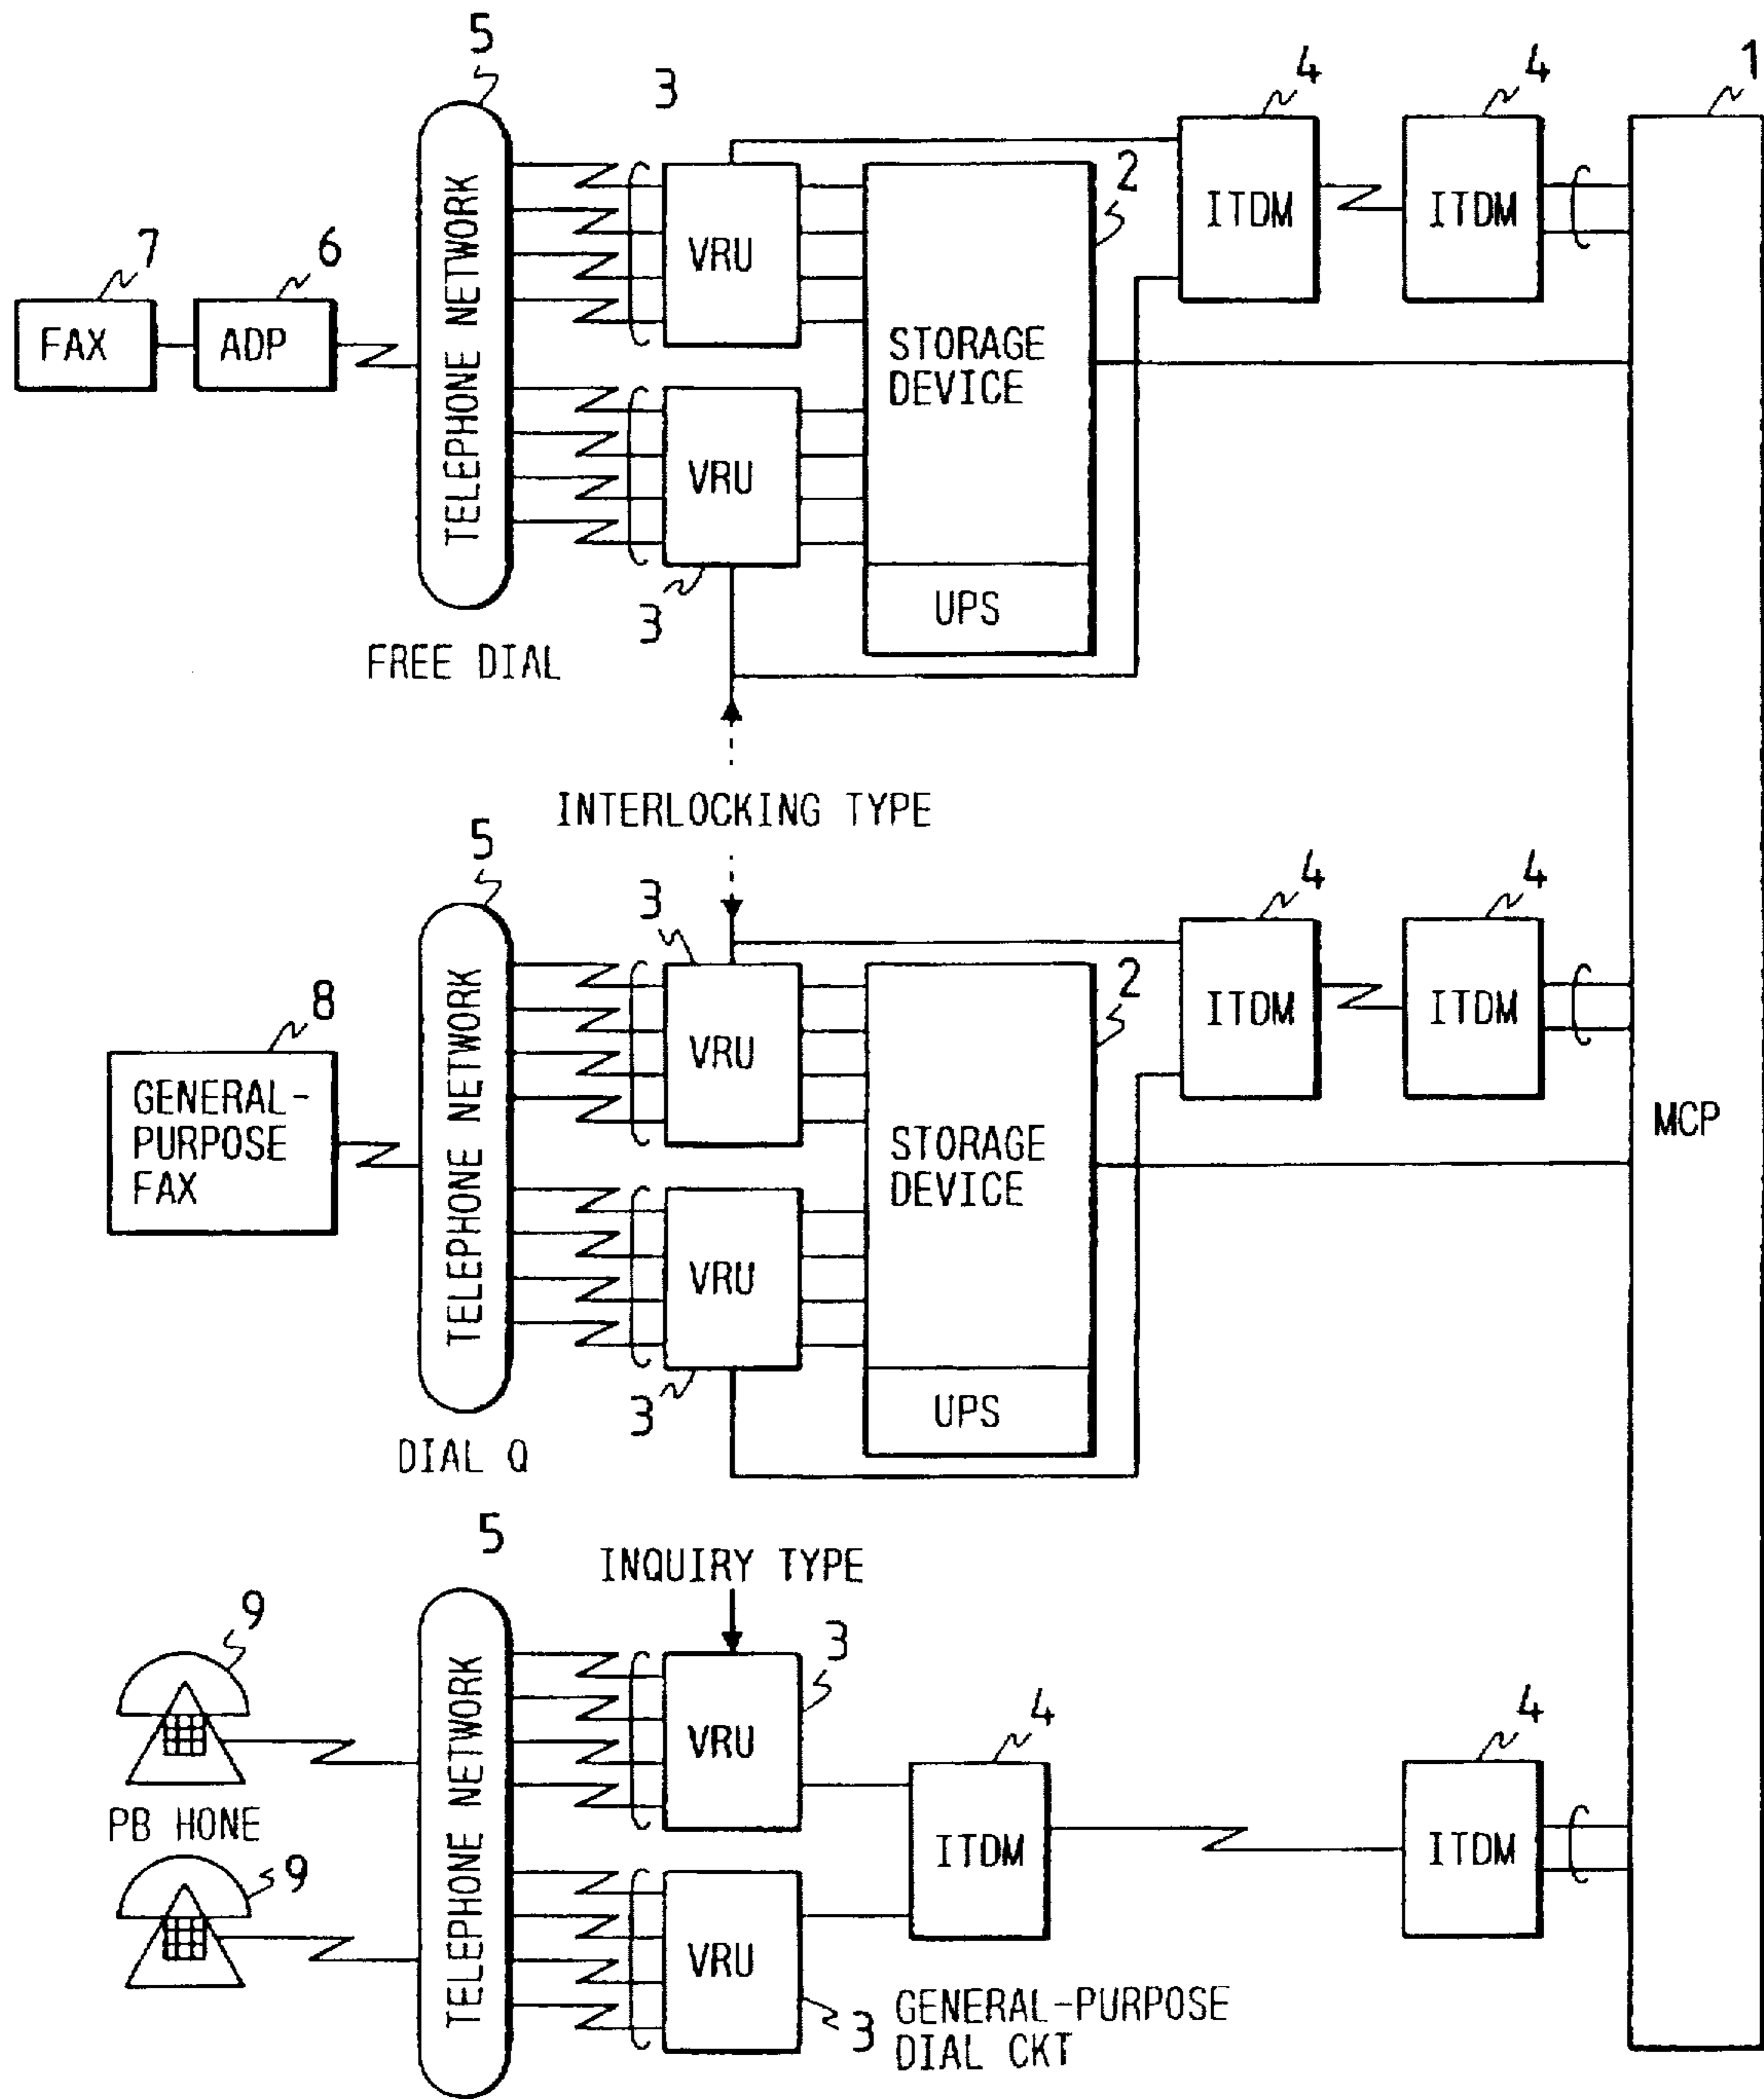 5
3
4
4
1
TELEPHONE NETWORK
VRU
STORAGE
DEVICE
2
ITDM
ITDM
7
6
FAX
ADP
VRU
UPS
3
FREE DIAL
INTERLOCKING TYPE
5
3
4
4
TELEPHONE NETWORK
VRU
STORAGE
DEVICE
2
ITDM
ITDM
MCP
8
GENERAL-
PURPOSE
FAX
VRU
UPS
3
DIAL Q
5
INQUIRY TYPE
9
TELEPHONE NETWORK
VRU
3
4
4
PB HONE
ITDM
ITDM
9
VRU
3
GENERAL-PURPOSE
DIAL CKT